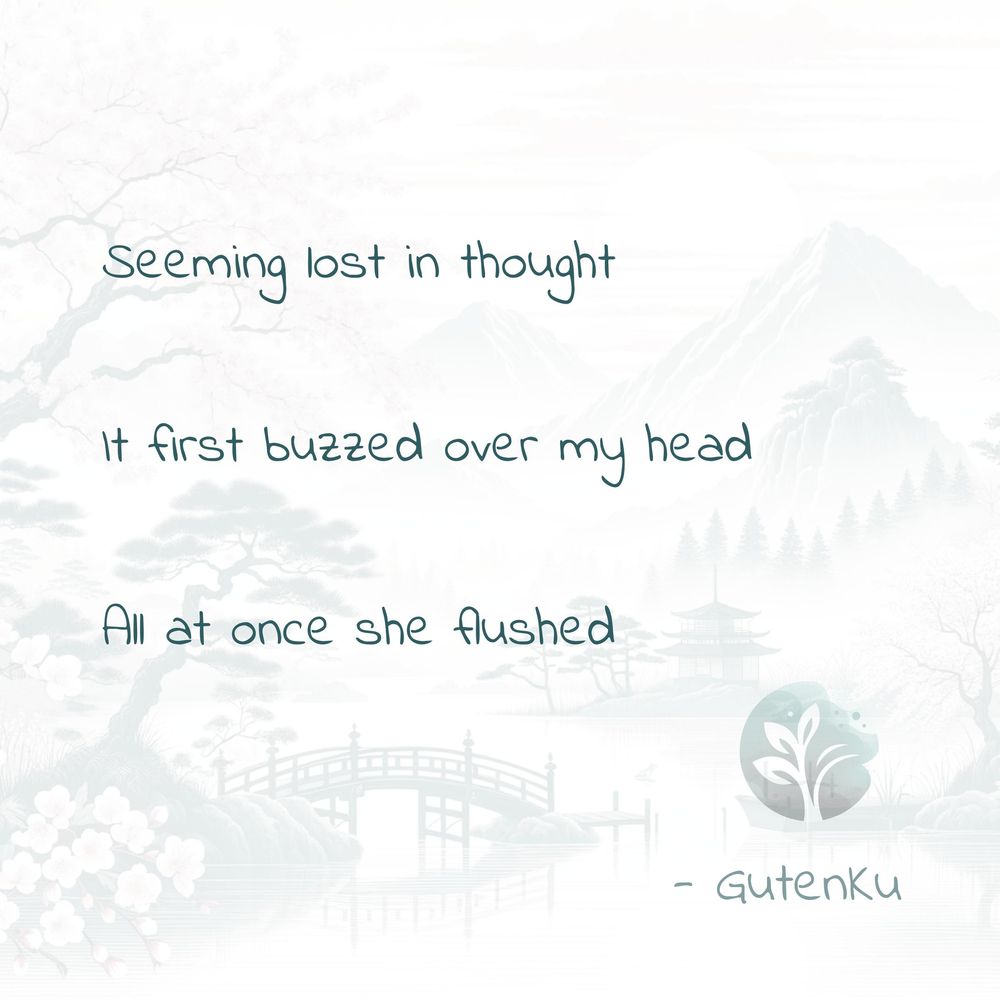 Seeming lost in thought
It first buzzed over my head
All at once she flushed
- GutenKu